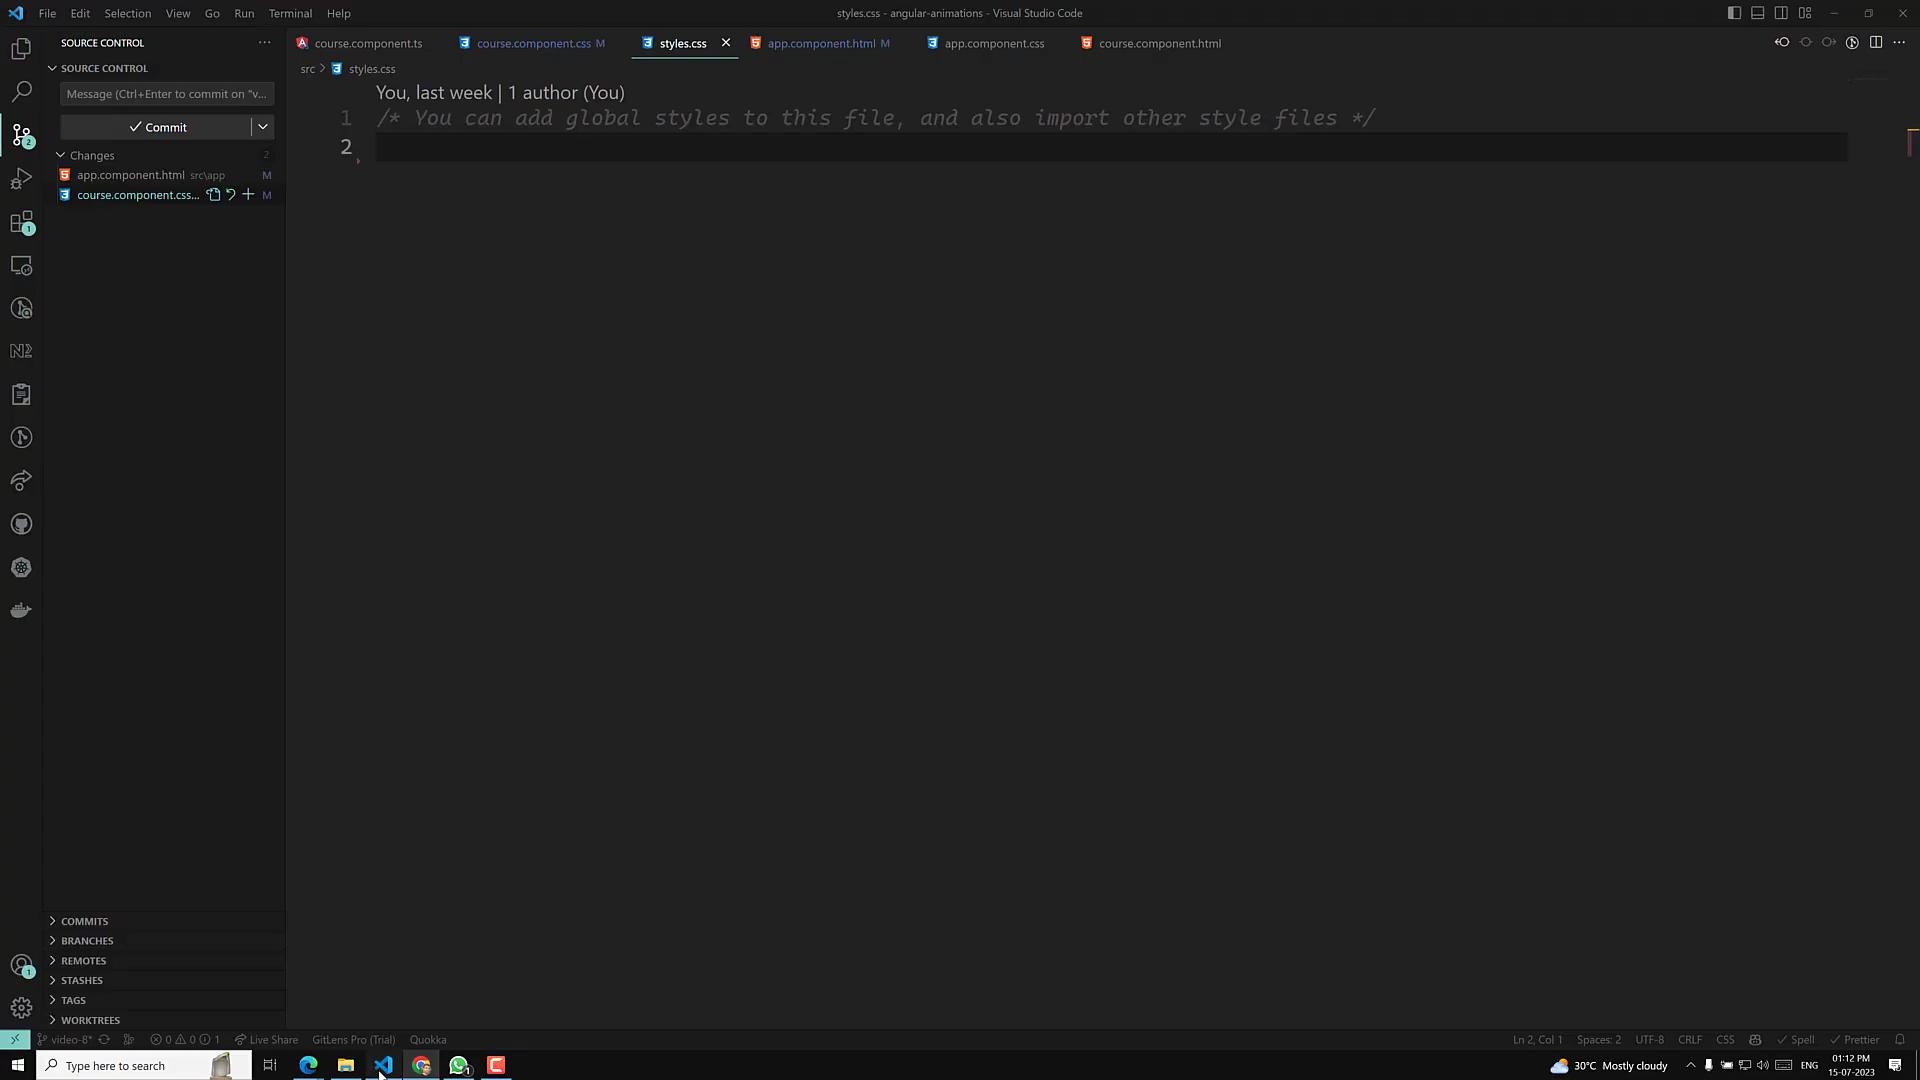 File Edit Selection View Go Run Terminal Help
styles.css - angular-animations - Visual Studio Code
SOURCE CONTROL
course.component.ts
course.component.css M
styles.css
app.component.html M
app.component.css
course.component.html
SOURCE CONTROL
src > styles.css
Message (Ctrl+Enter to commit on "v...
You, last week | 1 author (You)
1 /* You can add global styles to this file, and also import other style files */
Commit
2
Changes 2
app.component.html src\app M
course.component.css... M
2
1
N2
COMMITS
BRANCHES
REMOTES
STASHES
TAGS
WORKTREES
1
video-8* 0 0 1 Live Share GitLens Pro (Trial) Quokka
Ln 2, Col 1 Spaces: 2 UTF-8 CRLF CSS Spell Prettier
Type here to search
1
30°C Mostly cloudy
ENG
01:12 PM
15-07-2023